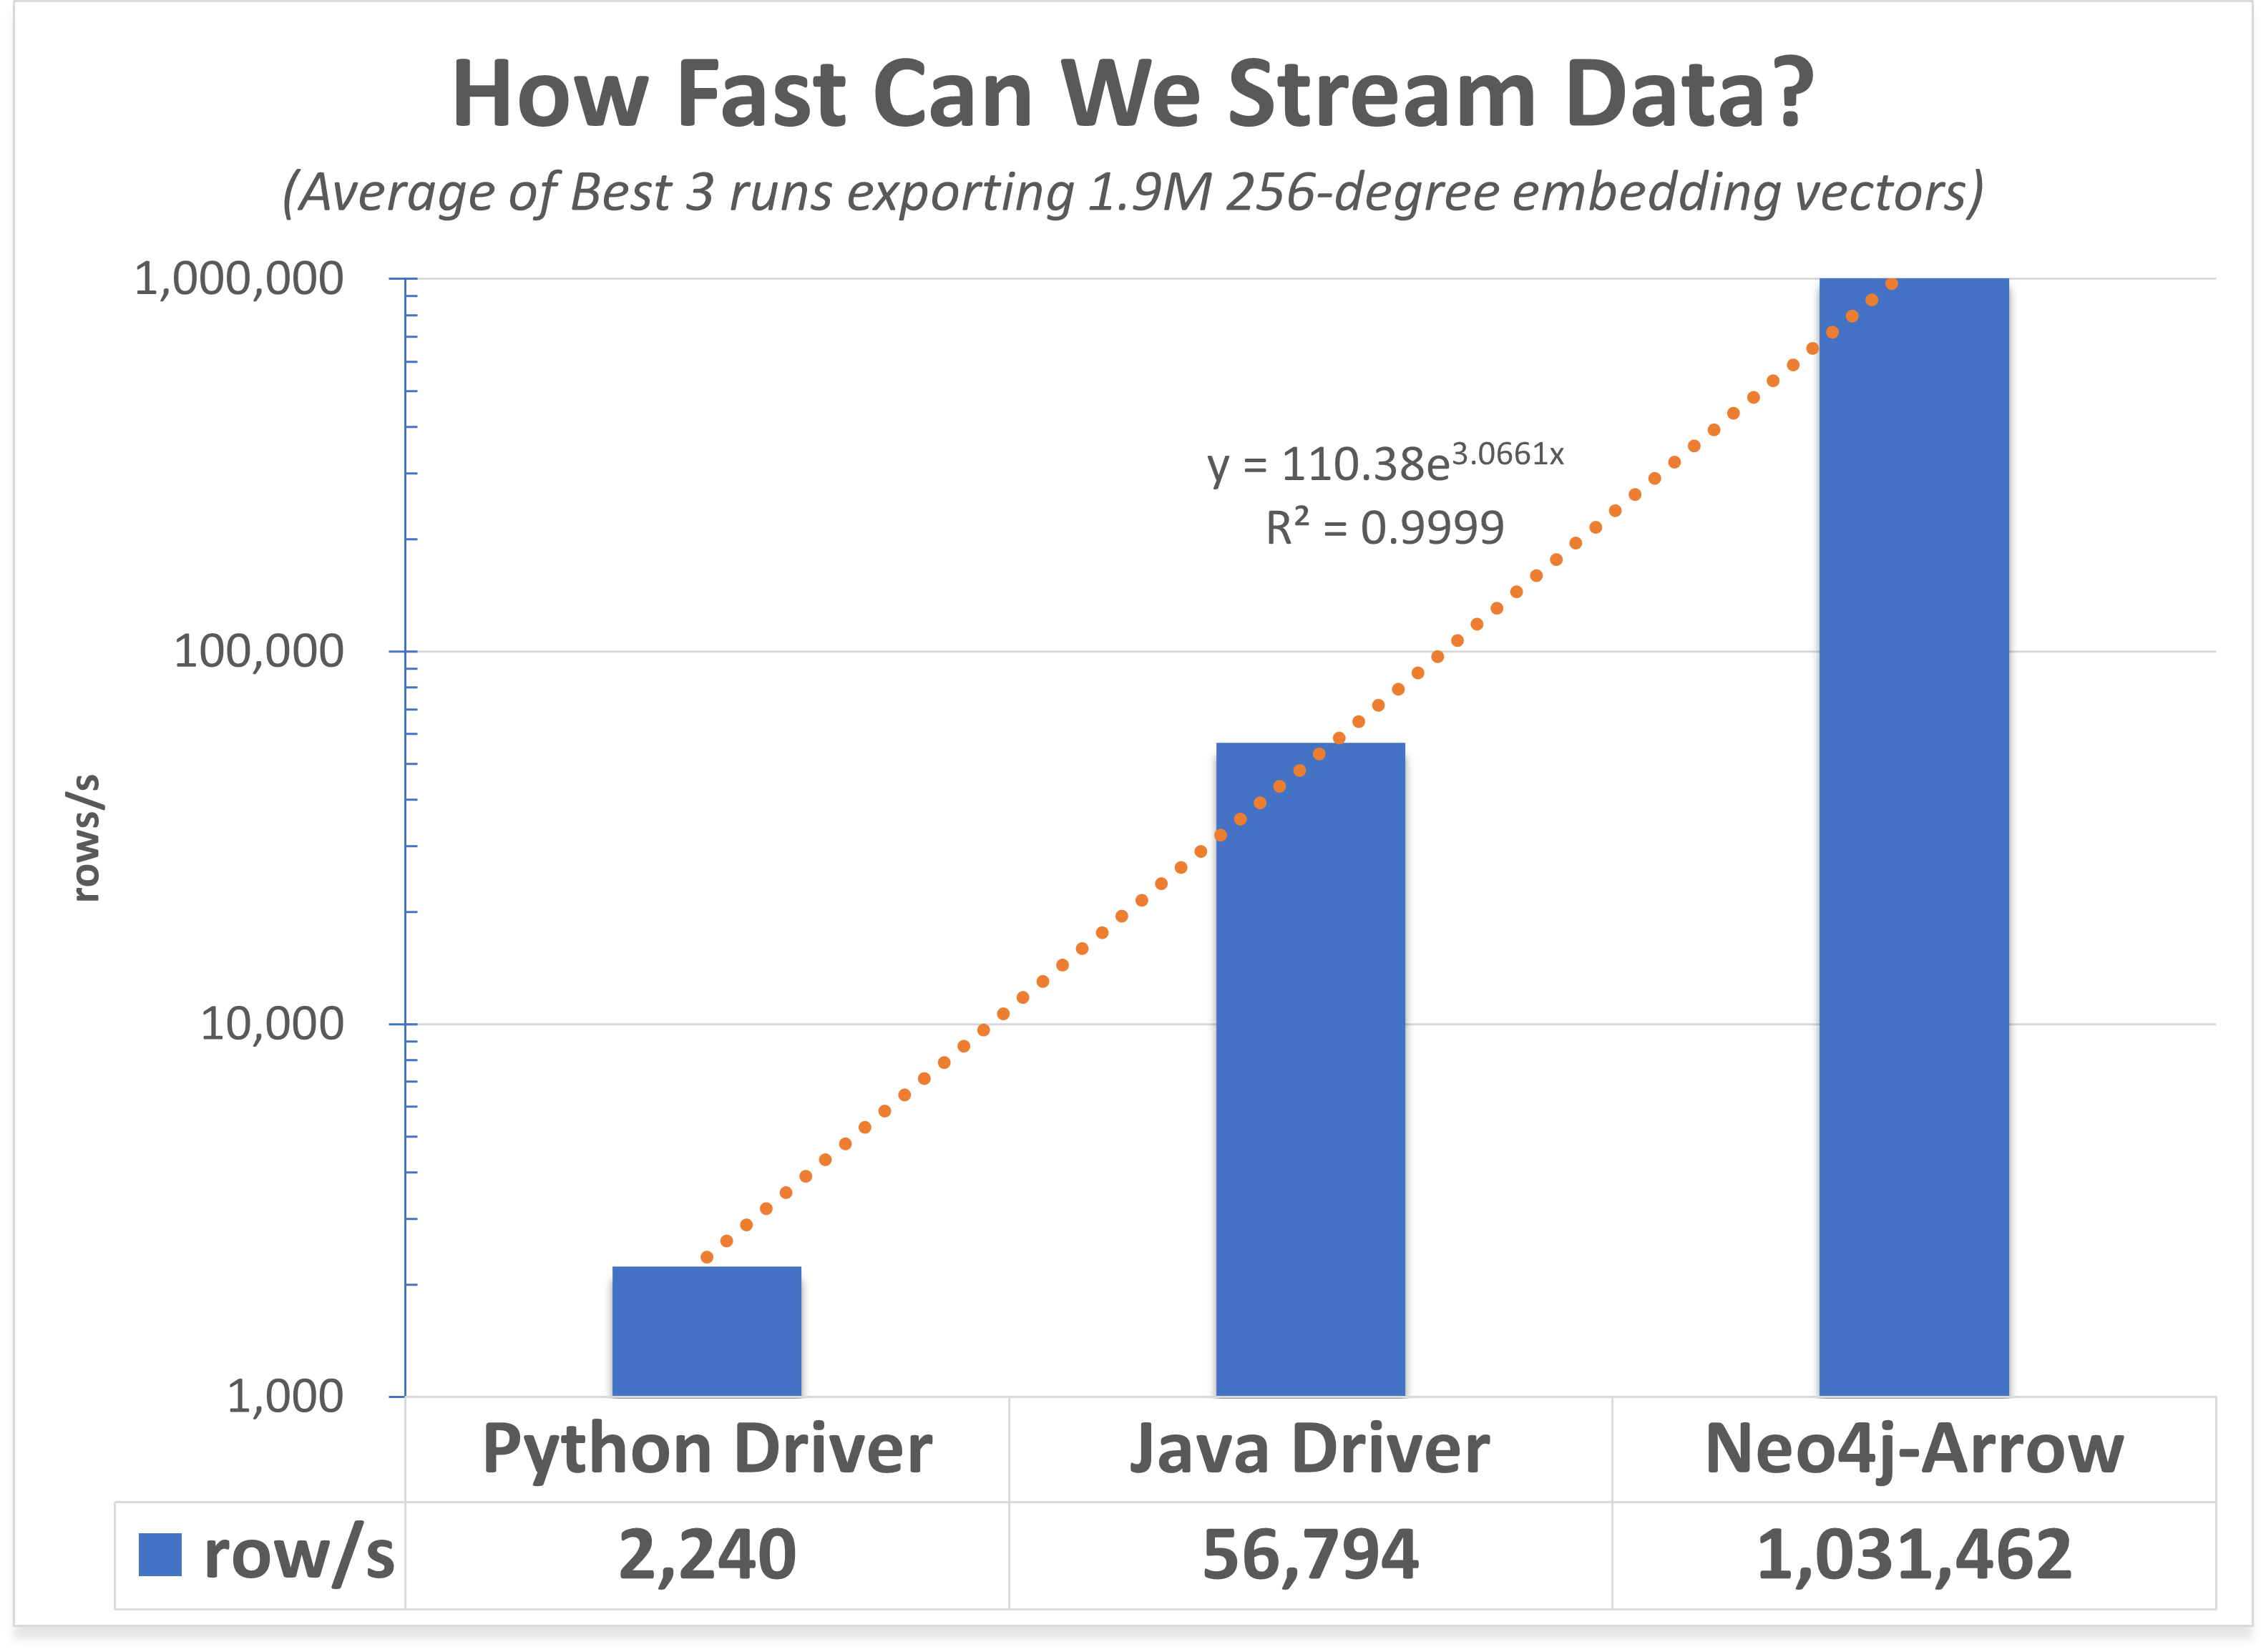 How Fast Can We Stream Data?
(Average of Best 3 runs exporting 1.9M 256-degree embedding vectors)
1,000,000
y = 110.38e^3.0661x
R² = 0.9999
100,000
rows/s
10,000
1,000
Python Driver Java Driver Neo4j-Arrow
row/s 2,240 56,794 1,031,462